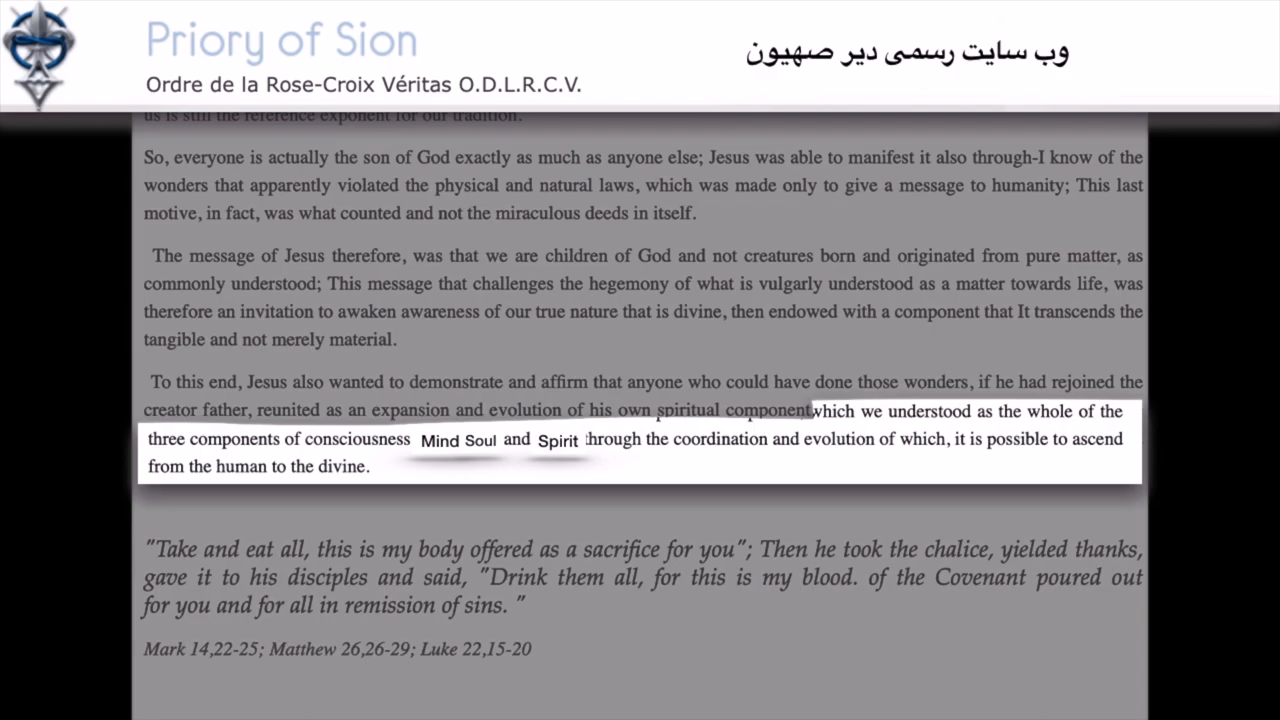 Priory of Sion
وب سایت رسمی دیر صهیون
Ordre de la Rose-Croix Véritas O.D.L.R.C.V.
us is still the reference exponent for our tradition.
So, everyone is actually the son of God exactly as much as anyone else; Jesus was able to manifest it also through-I know of the
wonders that apparently violated the physical and natural laws, which was made only to give a message to humanity; This last
motive, in fact, was what counted and not the miraculous deeds in itself.
The message of Jesus therefore, was that we are children of God and not creatures born and originated from pure matter, as
commonly understood; This message that challenges the hegemony of what is vulgarly understood as a matter towards life, was
therefore an invitation to awaken awareness of our true nature that is divine, then endowed with a component that It transcends the
tangible and not merely material.
To this end, Jesus also wanted to demonstrate and affirm that anyone who could have done those wonders, if he had rejoined the
creator father, reunited as an expansion and evolution of his own spiritual component which we understood as the whole of the
three components of consciousness Mind Soul and Spirit through the coordination and evolution of which, it is possible to ascend
from the human to the divine.
"Take and eat all, this is my body offered as a sacrifice for you"; Then he took the chalice, yielded thanks,
gave it to his disciples and said, "Drink them all, for this is my blood. of the Covenant poured out
for you and for all in remission of sins. "
Mark 14,22-25; Matthew 26,26-29; Luke 22,15-20